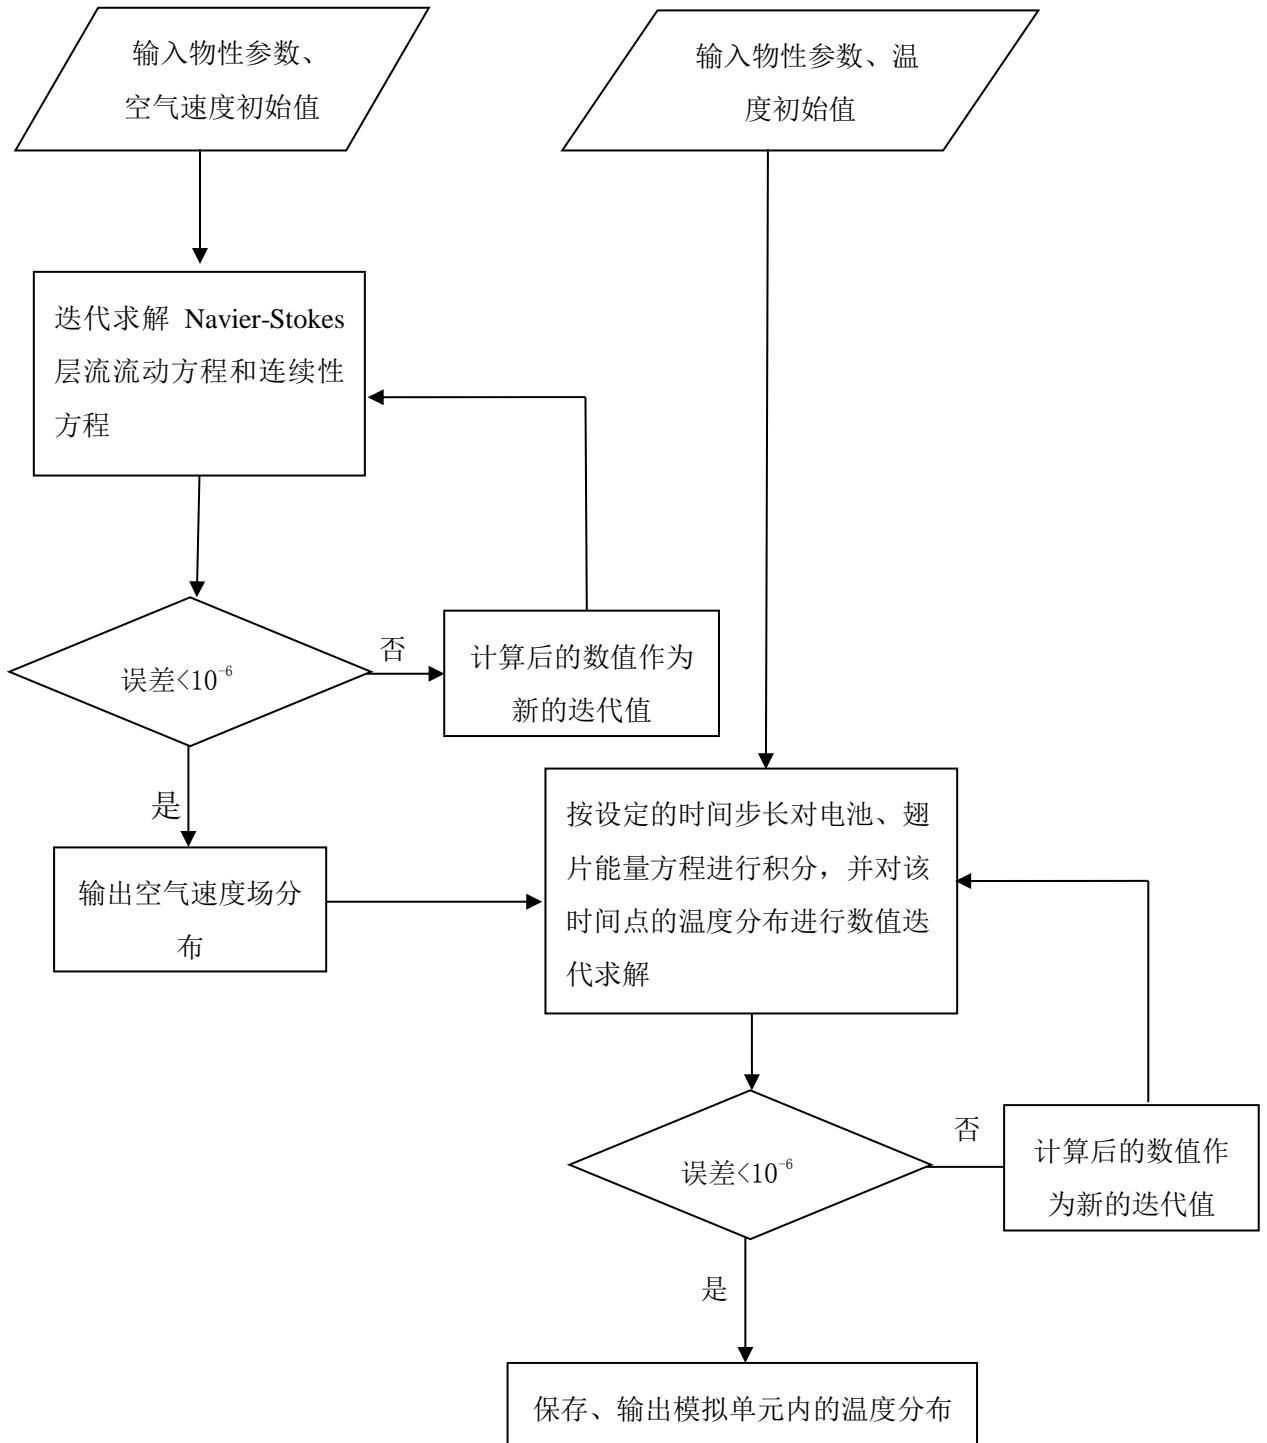 输入物性参数、
空气速度初始值
输入物性参数、温
度初始值
迭代求解 Navier-Stokes
层流流动方程和连续性
方程
误差<10⁻⁶
否
计算后的数值作为
新的迭代值
是
输出空气速度场分
布
按设定的时间步长对电池、翅
片能量方程进行积分，并对该
时间点的温度分布进行数值迭
代求解
误差<10⁻⁶
否
计算后的数值作
为新的迭代值
是
保存、输出模拟单元内的温度分布